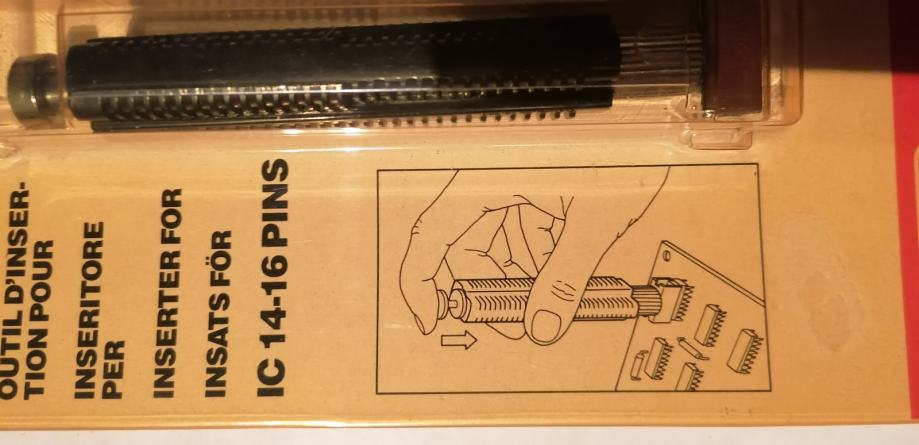 OUTIL D'INSER-
TION POUR
INSERITORE
PER
INSERTER FOR
INSATS FÖR
IC 14-16 PINS